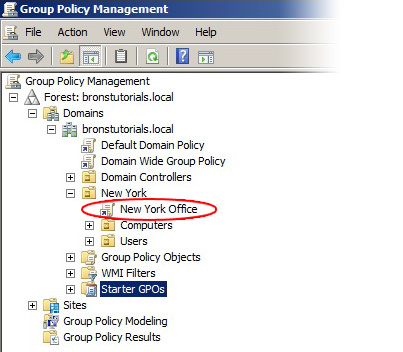 Group Policy Management
File Action View Window Help
Group Policy Management
Forest: bronstutorials.local
Domains
bronstutorials.local
Default Domain Policy
Domain Wide Group Policy
Domain Controllers
New York
New York Office
Computers
Users
Group Policy Objects
WMI Filters
Starter GPOs
Sites
Group Policy Modeling
Group Policy Results